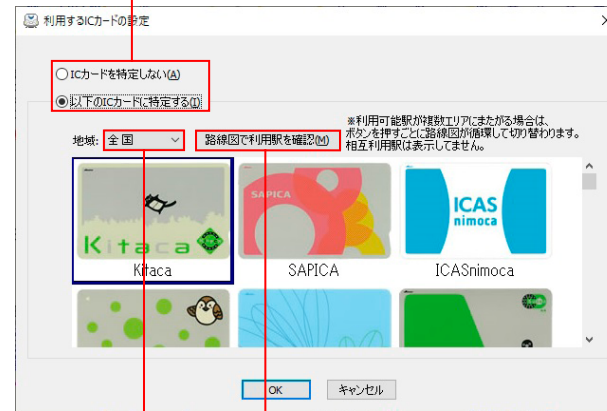 利用するICカードの設定
ICカードを特定しない(A)
以下のICカードに特定する(I)
地域:
全国
路線図で利用駅を確認(M)
※利用可能駅が複数エリアにまたがる場合は、
ボタンを押すごとに路線図が循環して切り替わります。
相互利用駅は表示してません。
Kitaca
SAPICA
ICAS
nimoca
Kitaca
SAPICA
ICASnimoca
OK
キャンセル